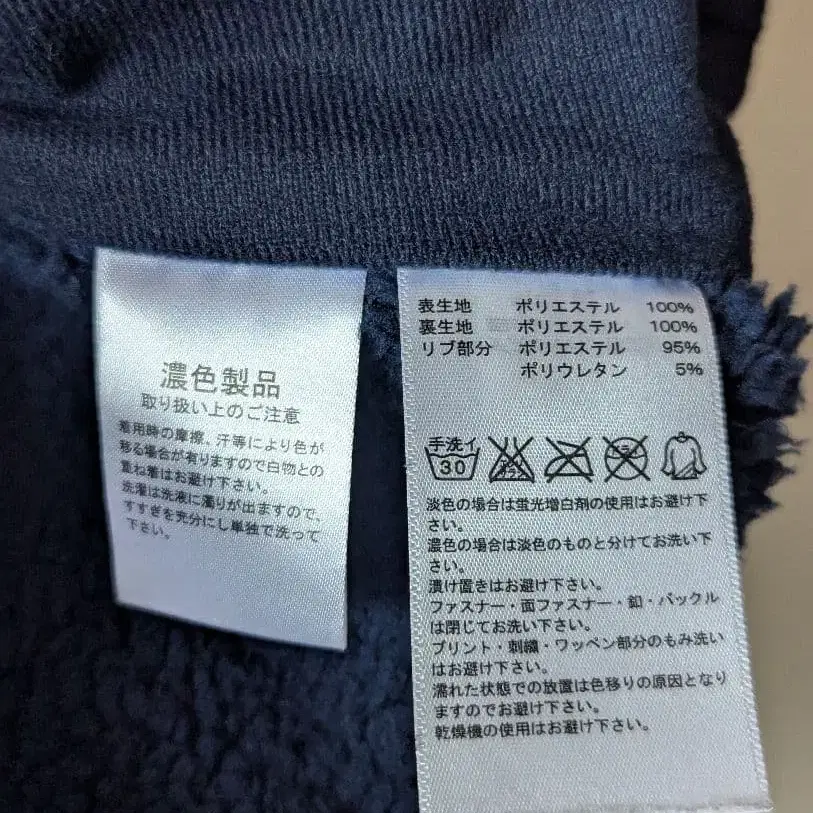 濃色製品
取り扱い上のご注意
着用時の摩擦、汗等により色が
移る場合が有りますので白物との
重ね着はお避け下さい。
洗濯は洗液に濁りが出ますので、
すすぎを充分にし単独で洗って
下さい。
表生地 ポリエステル 100%
裏生地 ポリエステル 100%
リブ部分 ポリエステル 95%
ポリウレタン 5%
手洗イ
30
淡色の場合は蛍光増白剤の使用はお避け下
さい。
濃色の場合は淡色のものと分けてお洗い下
さい。
漬け置きはお避け下さい。
ファスナー・面ファスナー・釦・バックル
は閉じてお洗い下さい。
プリント・刺繍・ワッペン部分のもみ洗い
はお避け下さい。
濡れた状態での放置は色移りの原因となり
ますのでお避け下さい。
乾燥機の使用はお避け下さい。